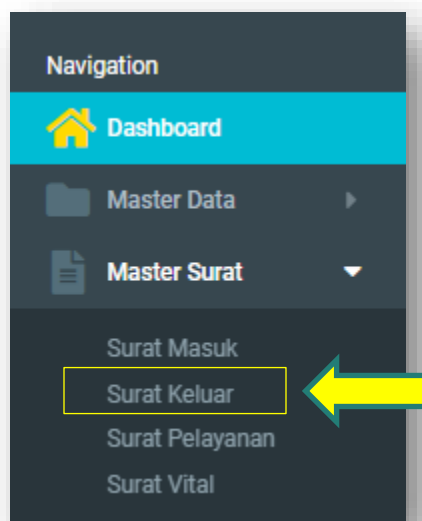 Navigation
Dashboard
Master Data
Master Surat
Surat Masuk
Surat Keluar
Surat Pelayanan
Surat Vital